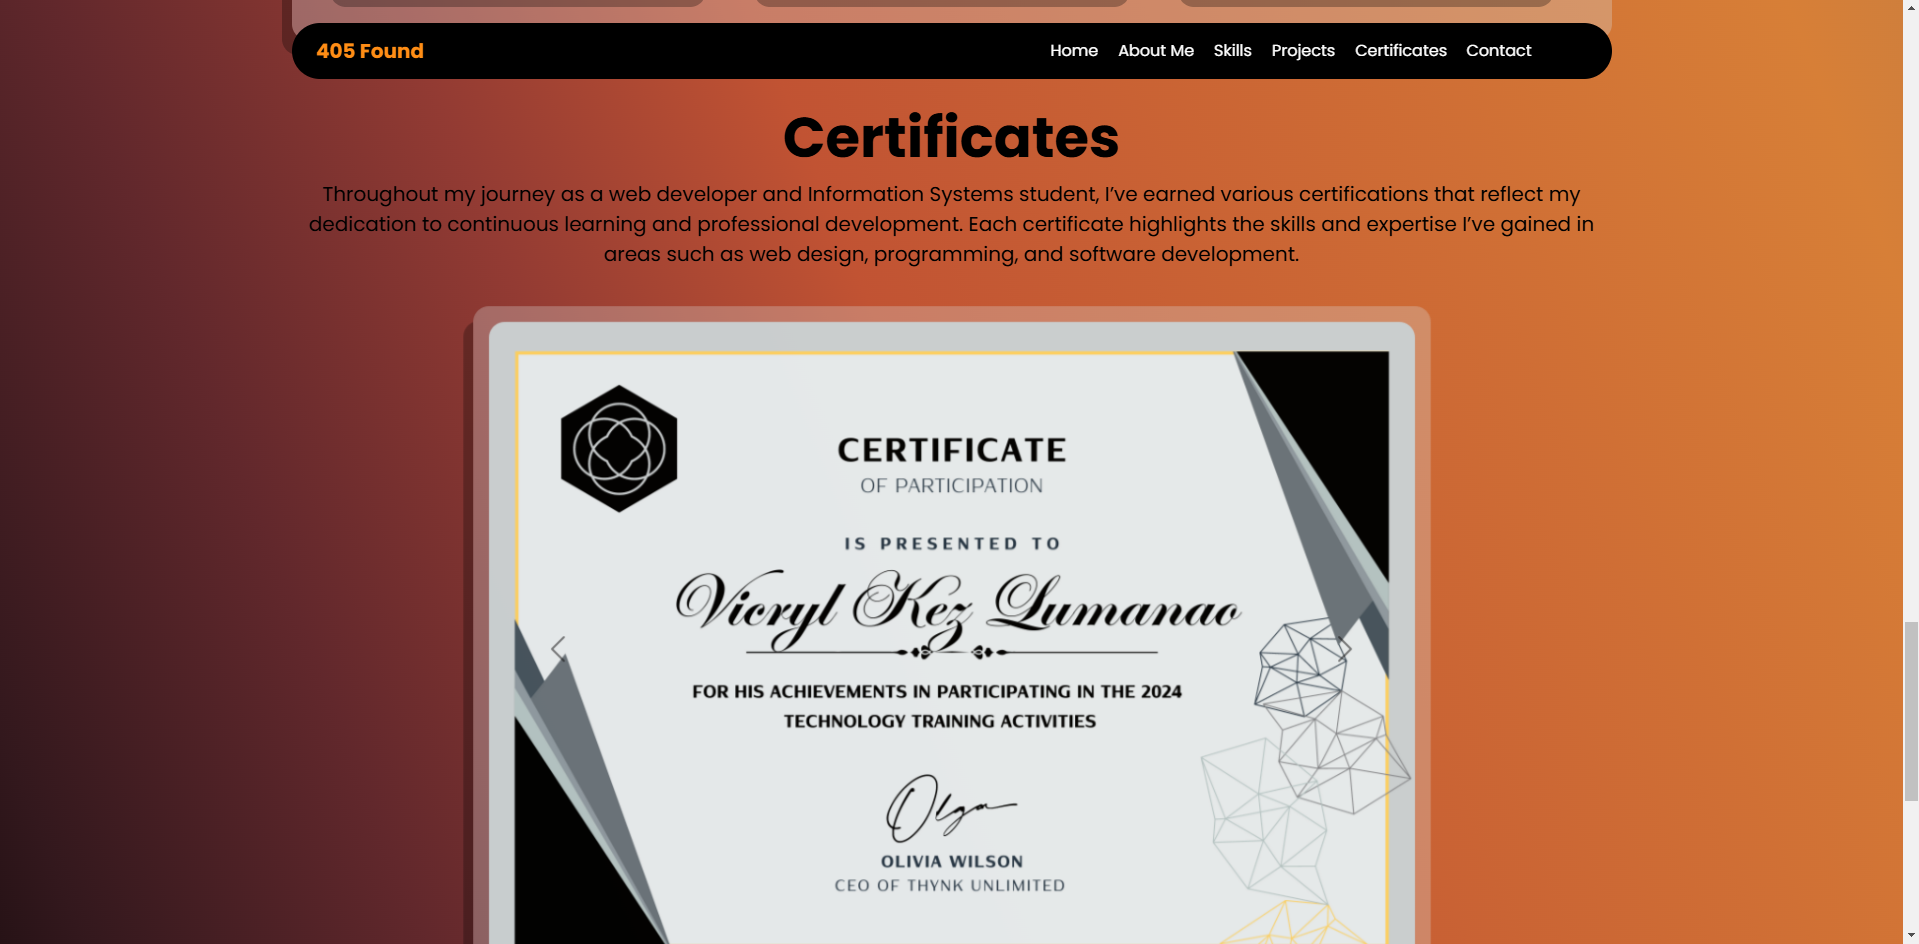 405 Found
Home About Me Skills Projects Certificates Contact
Certificates
Throughout my journey as a web developer and Information Systems student, I’ve earned various certifications that reflect my
dedication to continuous learning and professional development. Each certificate highlights the skills and expertise I’ve gained in
areas such as web design, programming, and software development.
CERTIFICATE
OF PARTICIPATION
IS PRESENTED TO
Vicryl Kez Lumanao
FOR HIS ACHIEVEMENTS IN PARTICIPATING IN THE 2024
TECHNOLOGY TRAINING ACTIVITIES
Olga
OLIVIA WILSON
CEO OF THYNK UNLIMITED